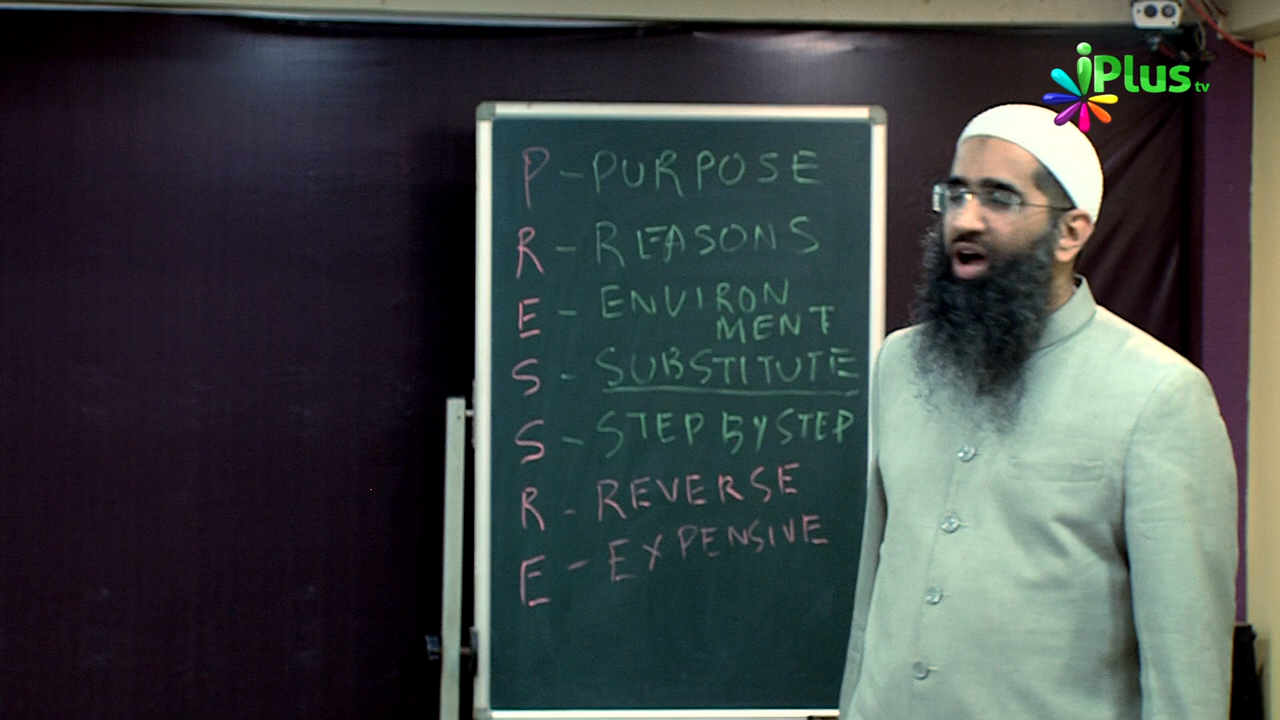 iPlus tv
P - PURPOSE
R - REASONS
E - ENVIRON
MENT
S - SUBSTITUTE
S - STEP BY STEP
R - REVERSE
E - EXPENSIVE